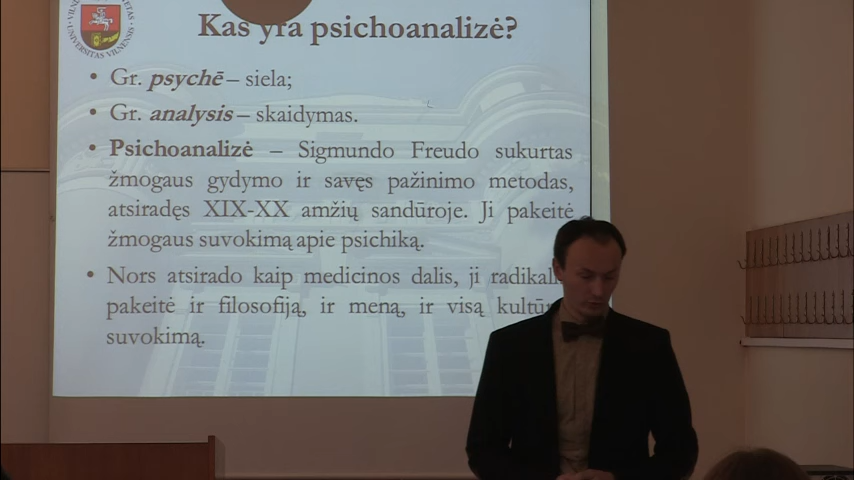 Kas yra psichoanalizė?
• Gr. psychē – siela;
• Gr. analysis – skaidymas.
• Psichoanalizė – Sigmundo Freudo sukurtas
žmogaus gydymo ir savęs pažinimo metodas,
atsiradęs XIX-XX amžių sandūroje. Ji pakeitė
žmogaus suvokimą apie psichiką.
• Nors atsirado kaip medicinos dalis, ji
pakeitė ir filosofiją, ir meną, ir visą
suvokimą.
UNIVERSITAS VILNENSIS